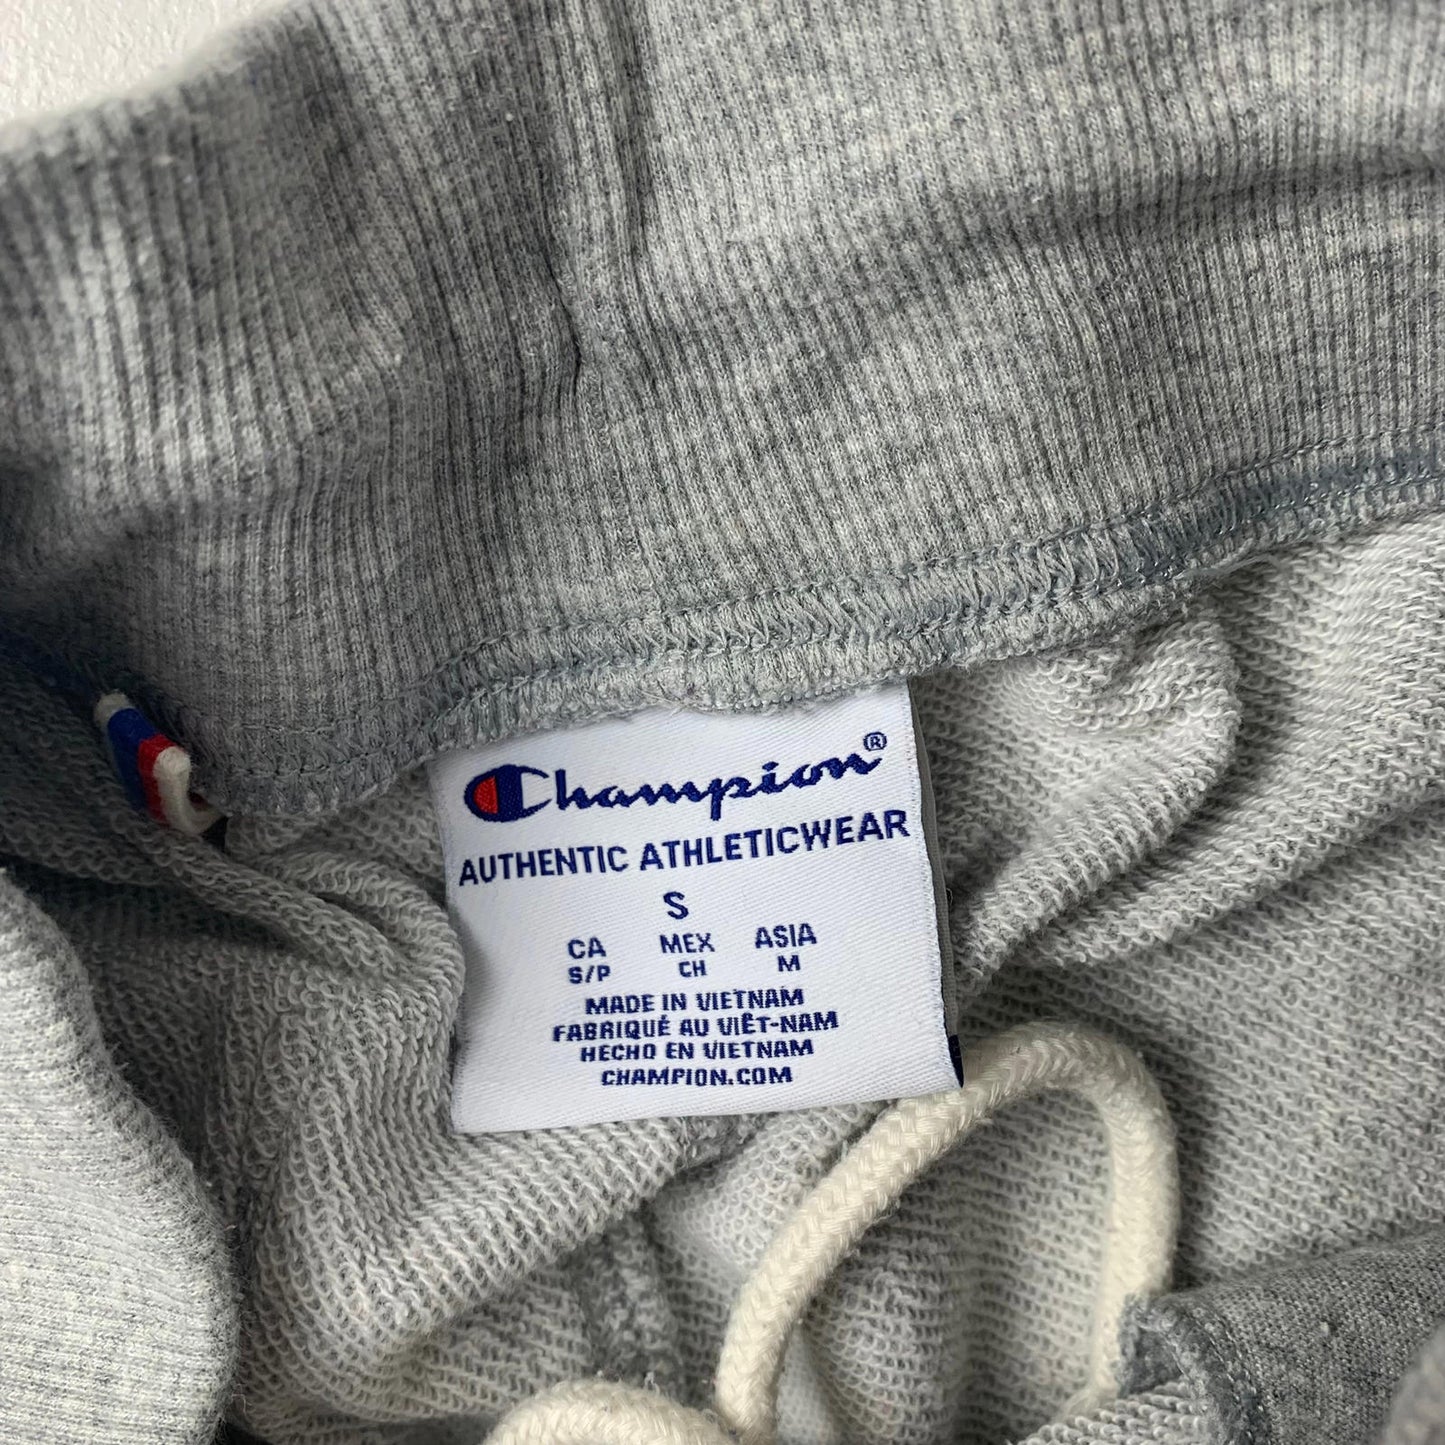 Champion®
AUTHENTIC ATHLETICWEAR
S
CA MEX ASIA
S/P CH M
MADE IN VIETNAM
FABRIQUÉ AU VIÊT-NAM
HECHO EN VIETNAM
CHAMPION.COM